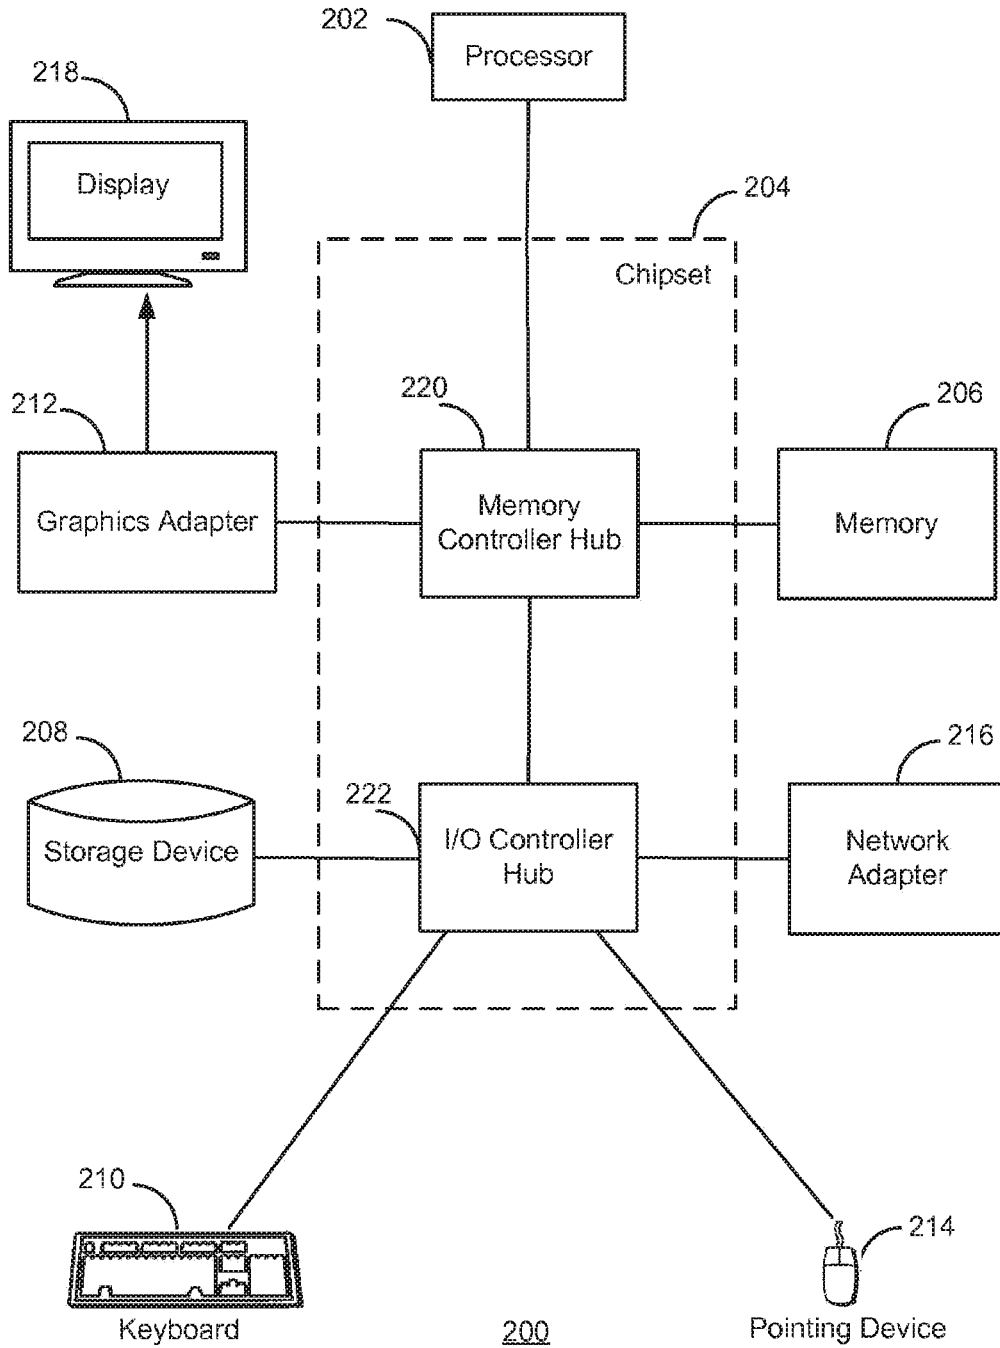 202
Processor
218
Display
204
Chipset
220
212
206
Graphics Adapter
Memory
Controller Hub
Memory
208
216
222
Storage Device
I/O Controller
Hub
Network
Adapter
210
214
Keyboard
200
Pointing Device